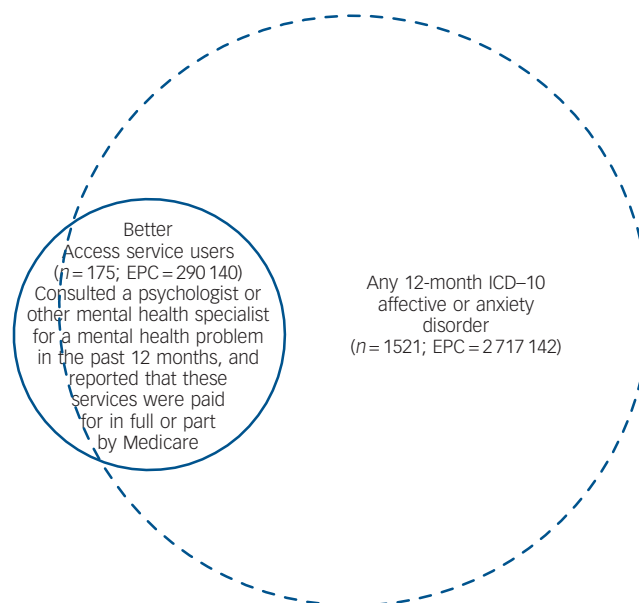 Better
Access service users
(n = 175; EPC = 290 140)
Consulted a psychologist or
other mental health specialist
for a mental health problem
in the past 12 months, and
reported that these
services were paid
for in full or part
by Medicare
Any 12-month ICD–10
affective or anxiety
disorder
(n = 1521; EPC = 2 717 142)